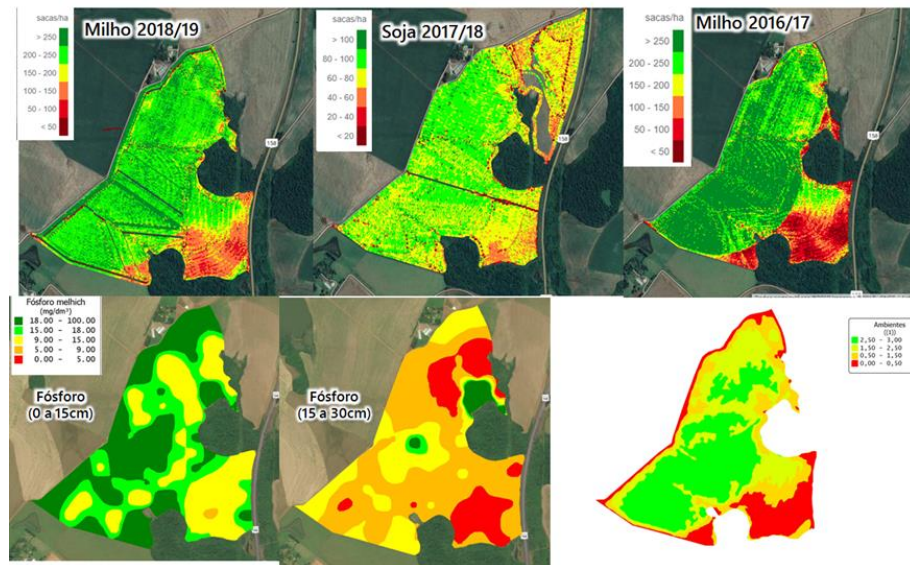 sacas/ha
Milho 2018/19
> 250
200 - 250
150 - 200
100 - 150
50 - 100
< 50
158
sacas/ha
Soja 2017/18
> 100
80 - 100
60 - 80
40 - 60
20 - 40
< 20
158
sacas/ha
Milho 2016/17
> 250
200 - 250
150 - 200
100 - 150
50 - 100
< 50
158
Fósforo melhich
(mg/dm³)
18.00 - 100.00
15.00 - 18.00
9.00 - 15.00
5.00 - 9.00
0.00 - 5.00
Fósforo
(0 a 15cm)
Fósforo
(15 a 30cm)
Ambientes
([1])
2,50 - 3,00
1,50 - 2,50
0,50 - 1,50
0,00 - 0,50